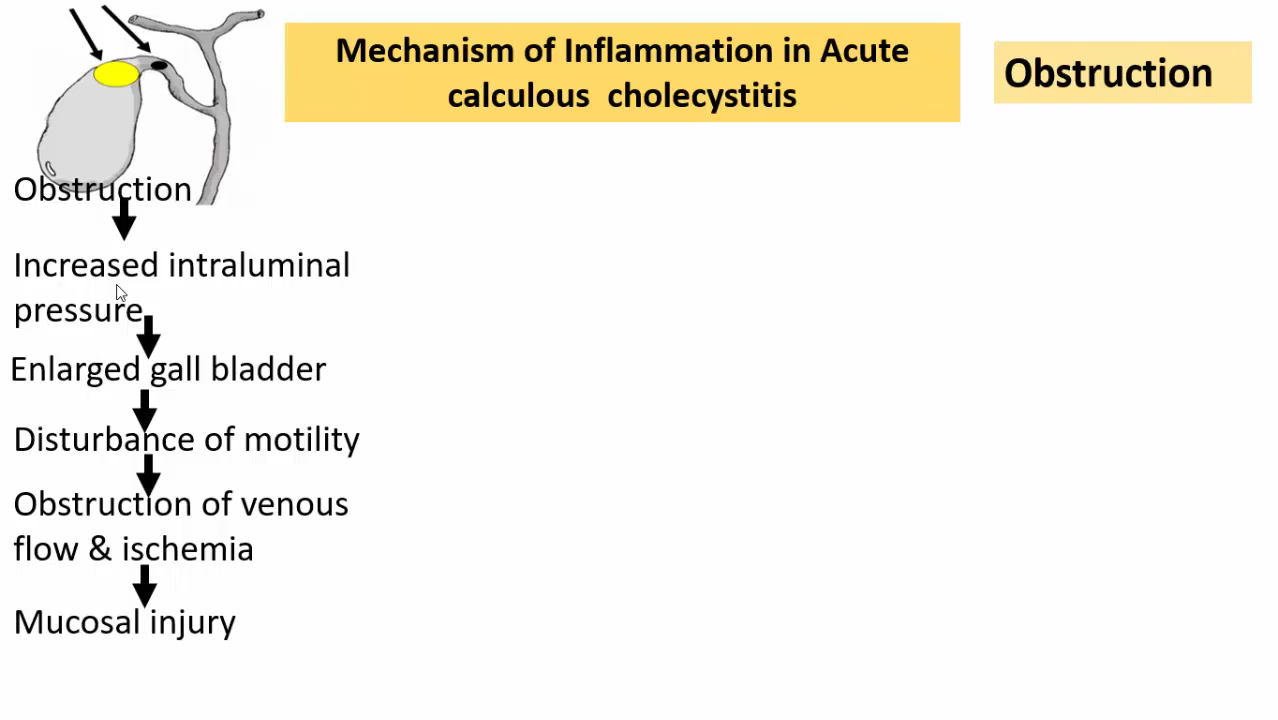 Mechanism of Inflammation in Acute
calculous cholecystitis
Obstruction
Obstruction
Increased intraluminal
pressure
Enlarged gall bladder
Disturbance of motility
Obstruction of venous
flow & ischemia
Mucosal injury